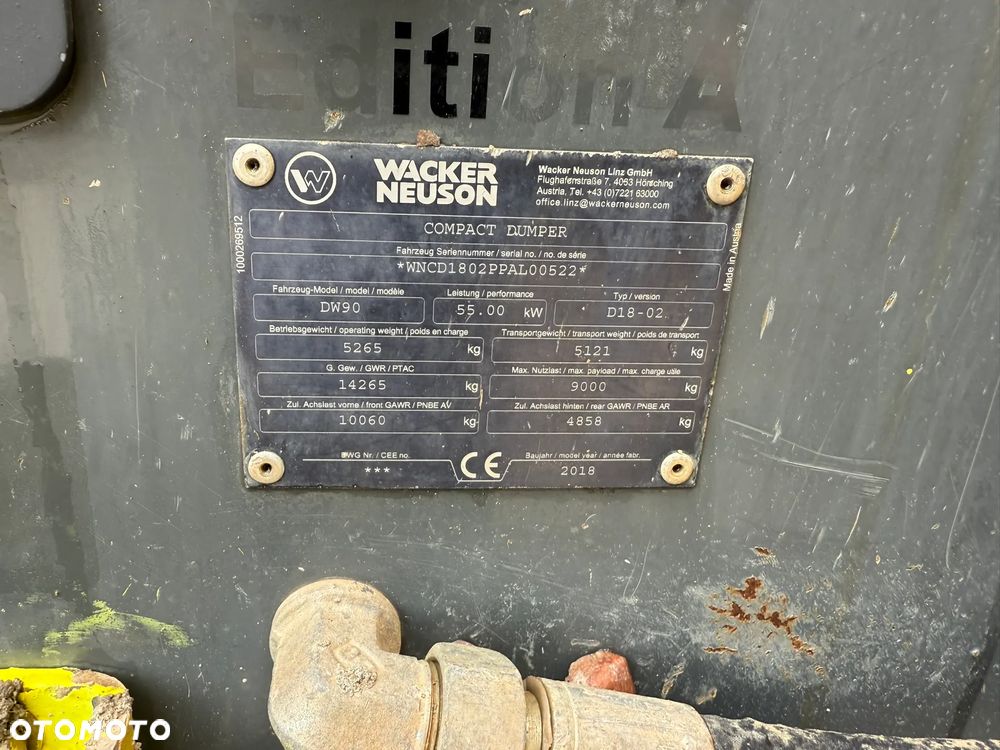 Edition A
WACKER
NEUSON
Wacker Neuson Linz GmbH
Flughafenstraße 7, 4063 Hörsching
Austria, Tel. +43 (0)7221 63000
office.linz@wackerneuson.com
1000269512
Made in Austria
COMPACT DUMPER
Fahrzeug Seriennummer / serial no. / no. de série
*WNCD1802PPAL00522*
Fahrzeug-Model / model / modèle
Leistung / performance
Typ / version
DW90
55.00 kW
D18-02
Betriebsgewicht / operating weight / poids en charge
Transportgewicht / transport weight / poids de transport
5265 kg
5121 kg
G. Gew. / GWR / PTAC
Max. Nutzlast / max. payload / max. charge utile
14265 kg
9000 kg
Zul. Achslast vorne / front GAWR / PNBE AV
Zul. Achslast hinten / rear GAWR / PNBE AR
10060 kg
4858 kg
EWG Nr. / CEE no.
***
CE
Baujahr / model year / année fabr.
2018
OTOMOTO